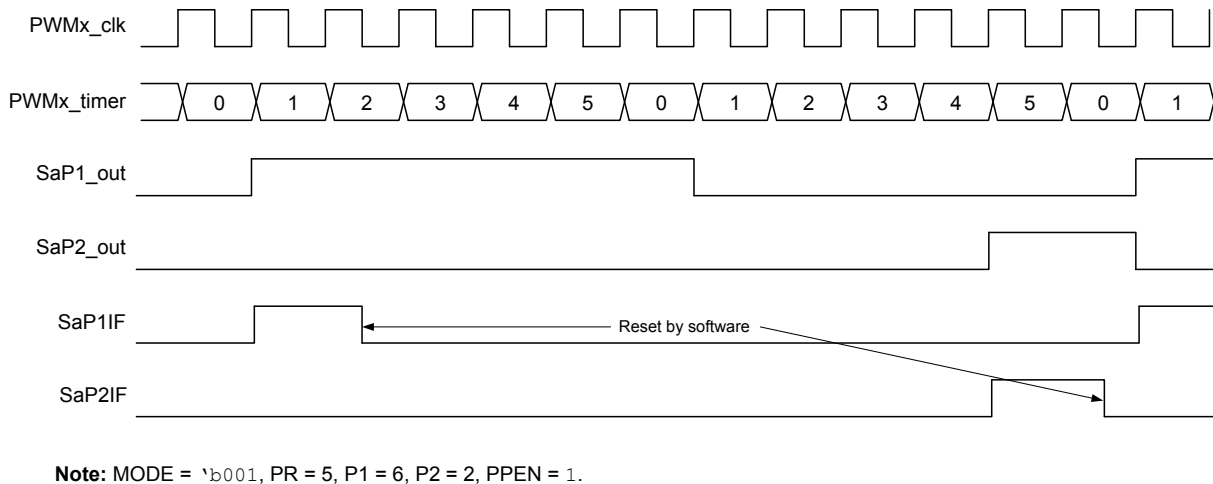 PWMx_clk
PWMx_timer 0 1 2 3 4 5 0 1 2 3 4 5 0 1
SaP1_out
SaP2_out
SaP1IF
Reset by software
SaP2IF
Note: MODE = ‘b001, PR = 5, P1 = 6, P2 = 2, PPEN = 1.